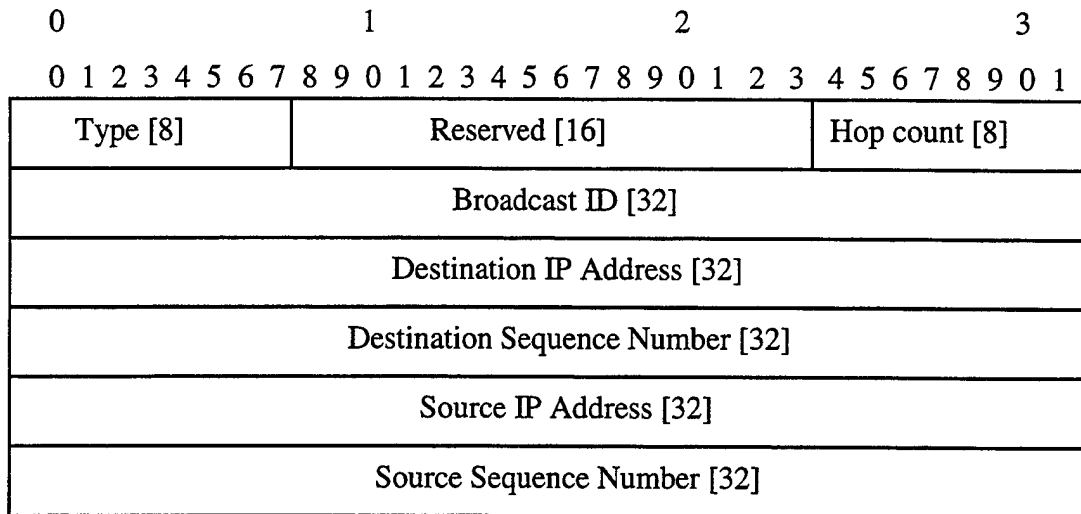 0 1 2 3
0 1 2 3 4 5 6 7 8 9 0 1 2 3 4 5 6 7 8 9 0 1 2 3 4 5 6 7 8 9 0 1
Type [8] Reserved [16] Hop count [8]
Broadcast ID [32]
Destination IP Address [32]
Destination Sequence Number [32]
Source IP Address [32]
Source Sequence Number [32]